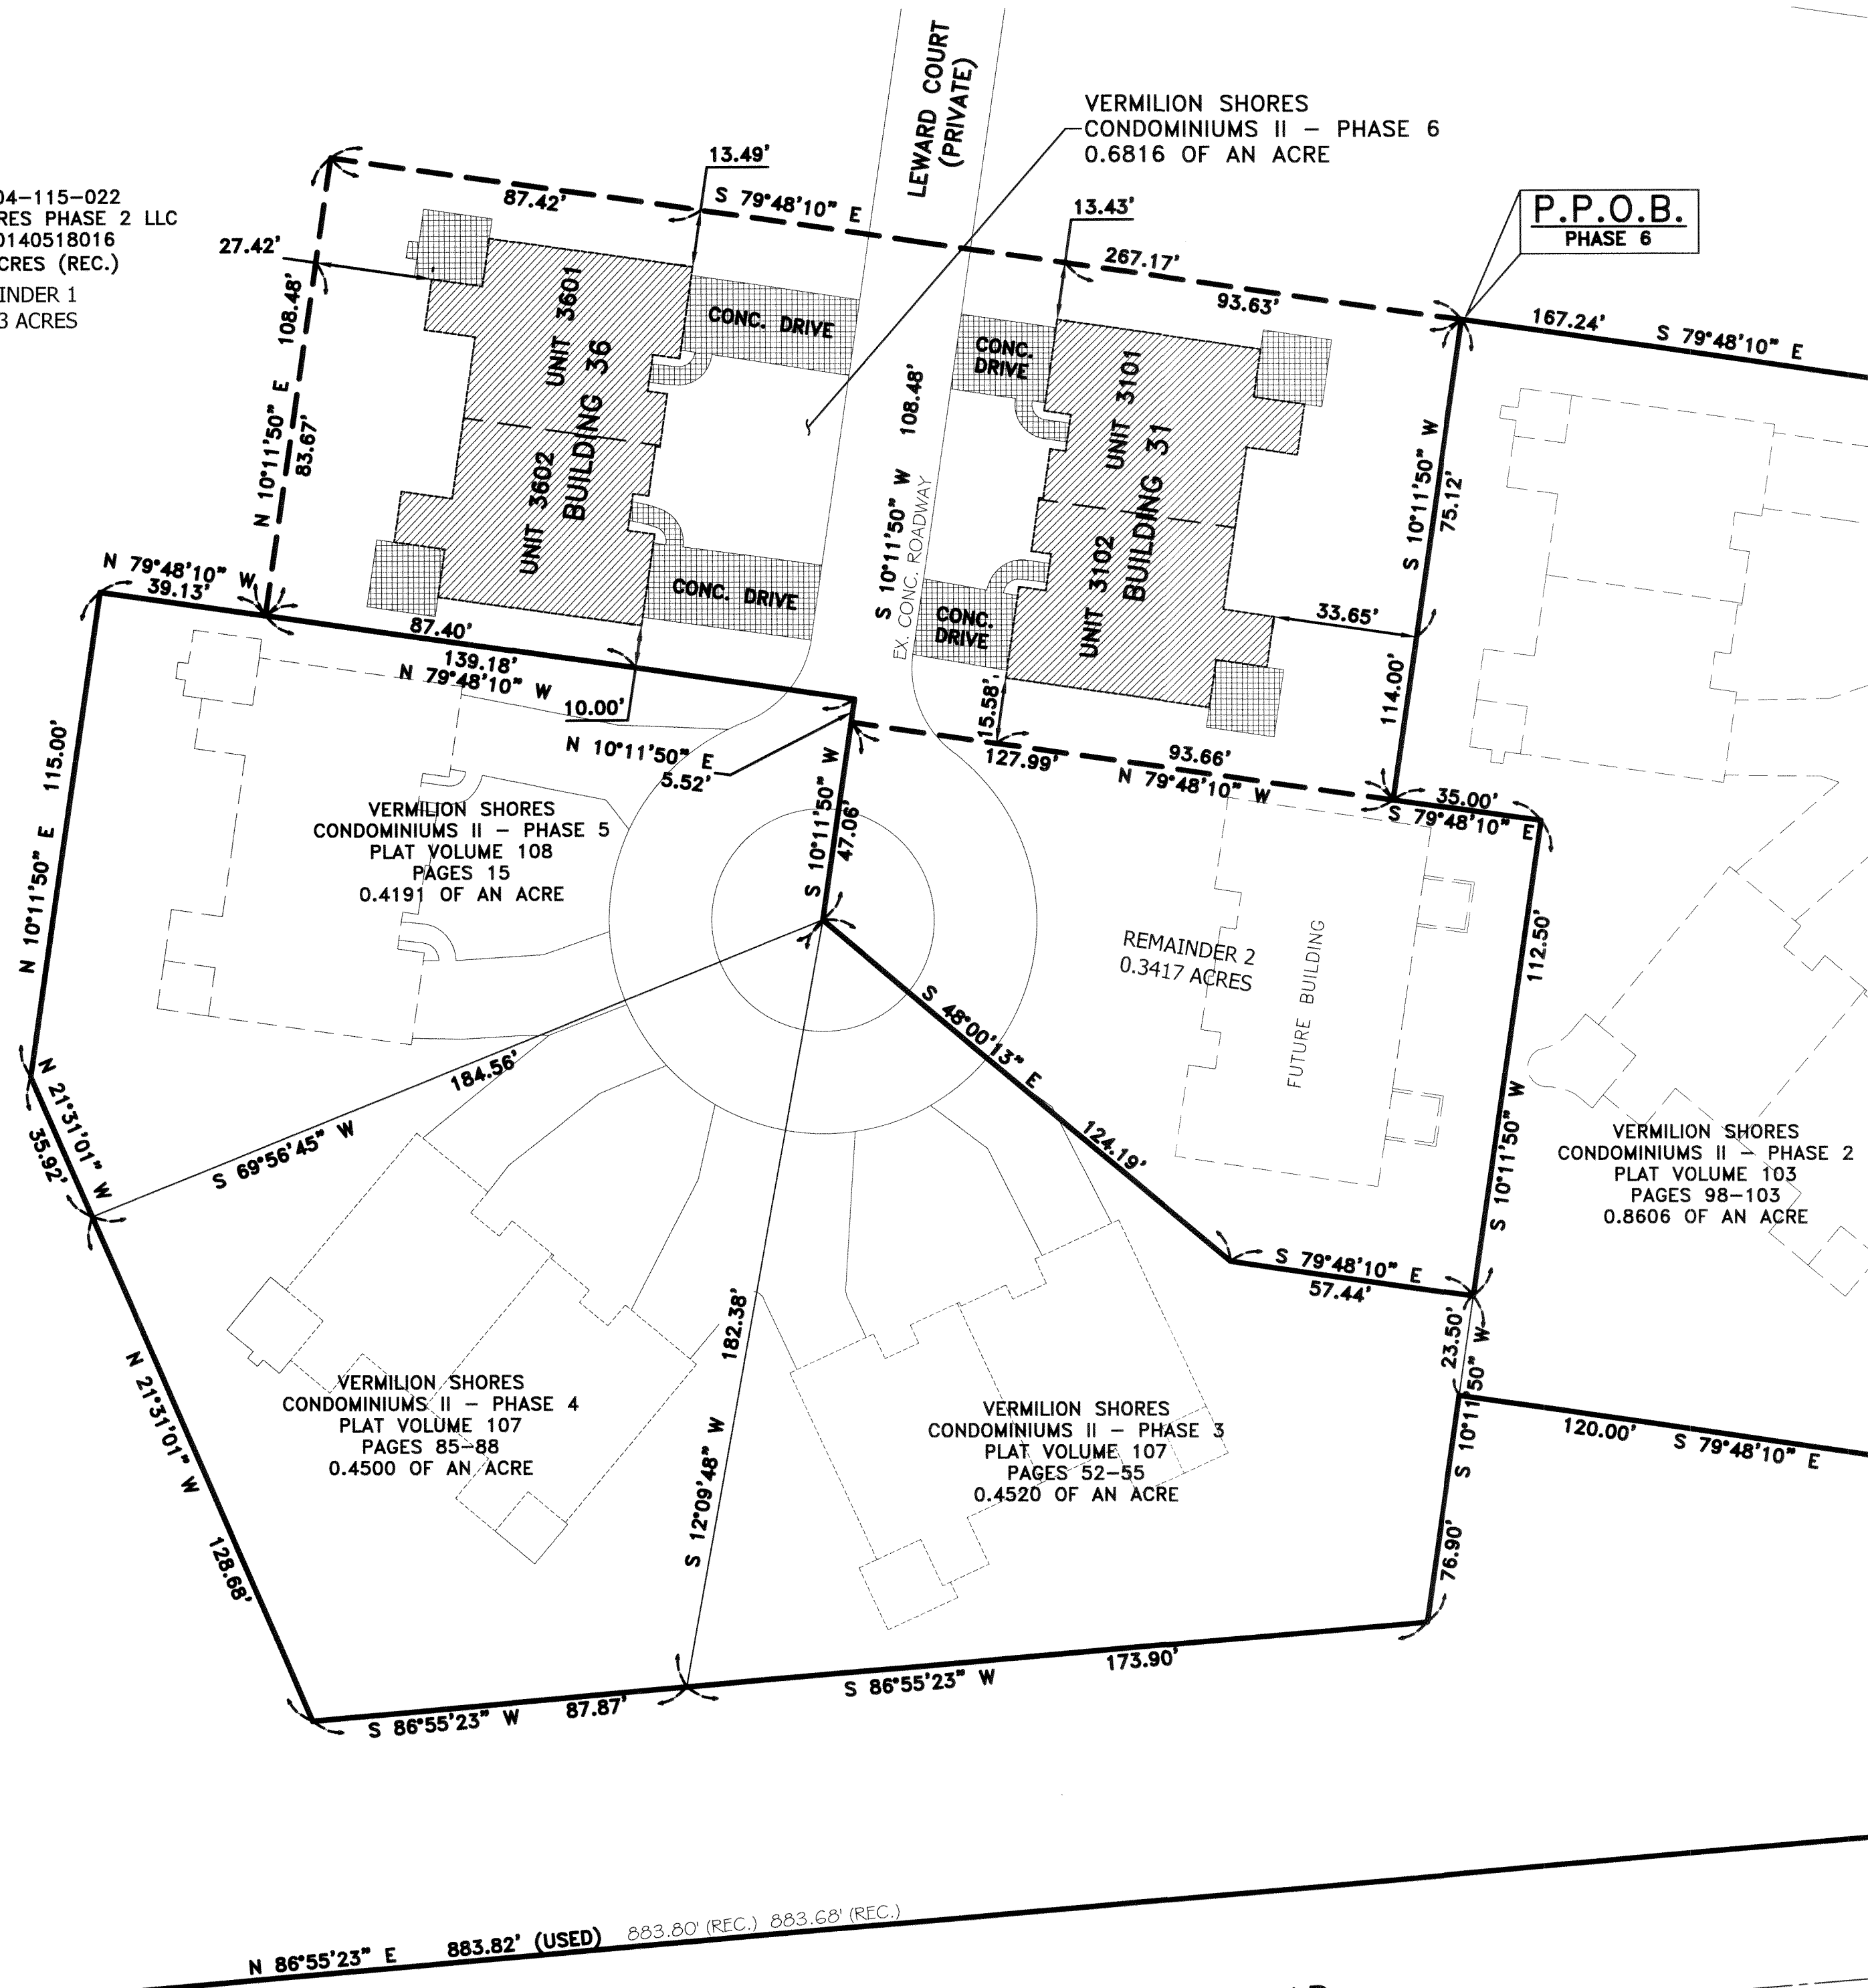 LEWARD COURT
(PRIVATE)
VERMILION SHORES
CONDOMINIUMS II – PHASE 6
0.6816 OF AN ACRE
04–115–022
RES PHASE 2 LLC
0140518016
CRES (REC.)
INDER 1
3 ACRES
13.49'
87.42'
S 79°48'10" E
13.43'
267.17'
93.63'
P.P.O.B.
PHASE 6
167.24'
S 79°48'10" E
27.42'
108.48'
N 10°11'50" E
83.67'
UNIT 3601
BUILDING 36
UNIT 3602
CONC. DRIVE
CONC. DRIVE
S 10°11'50" W 108.48'
EX. CONC. ROADWAY
CONC.
DRIVE
CONC.
DRIVE
UNIT 3101
BUILDING 31
UNIT 3102
S 10°11'50" W
75.12'
33.65'
114.00'
N 79°48'10" W
39.13'
87.40'
139.18'
N 79°48'10" W
10.00'
N 10°11'50" E
5.52'
15.58'
127.99'
93.66'
N 79°48'10" W
35.00'
S 79°48'10" E
N 10°11'50" E 115.00'
VERMILION SHORES
CONDOMINIUMS II – PHASE 5
PLAT VOLUME 108
PAGES 15
0.4191 OF AN ACRE
S 10°11'50" W
47.06'
REMAINDER 2
0.3417 ACRES
FUTURE BUILDING
112.50'
S 10°11'50" W
S 48°00'13" E
124.19'
N 21°31'01" W
35.92'
184.56'
S 69°56'45" W
VERMILION SHORES
CONDOMINIUMS II – PHASE 2
PLAT VOLUME 103
PAGES 98–103
0.8606 OF AN ACRE
S 79°48'10" E
57.44'
23.50'
S 10°11'50" W
182.38'
S 12°09'48" W
N 21°31'01" W
128.68'
VERMILION SHORES
CONDOMINIUMS II – PHASE 4
PLAT VOLUME 107
PAGES 85–88
0.4500 OF AN ACRE
VERMILION SHORES
CONDOMINIUMS II – PHASE 3
PLAT VOLUME 107
PAGES 52–55
0.4520 OF AN ACRE
120.00' S 79°48'10" E
76.90'
S 86°55'23" W 87.87'
S 86°55'23" W
173.90'
N 86°55'23" E 883.82' (USED) 883.80' (REC.) 883.68' (REC.)